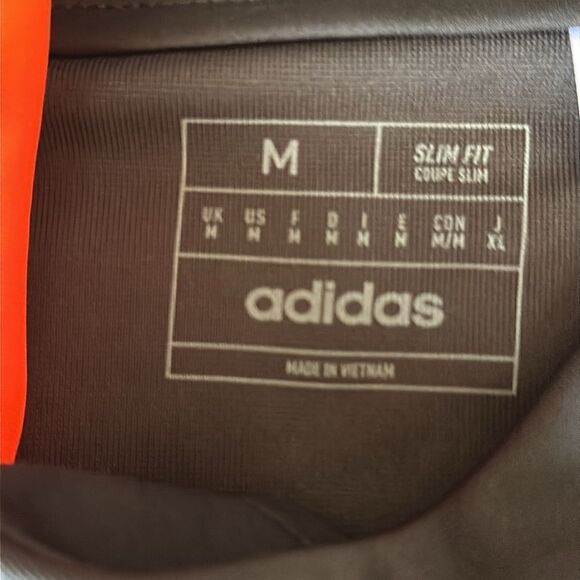 M
SLIM FIT
COUPE SLIM
UK US F D I E CON J
M M M M M M M/M XL
adidas
MADE IN VIETNAM